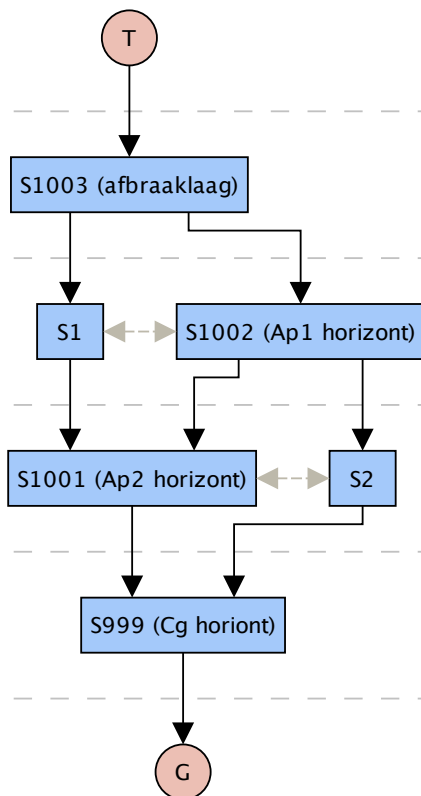 T
S1003 (afbraaklaag)
S1
S1002 (Ap1 horizont)
S1001 (Ap2 horizont)
S2
S999 (Cg horiont)
G